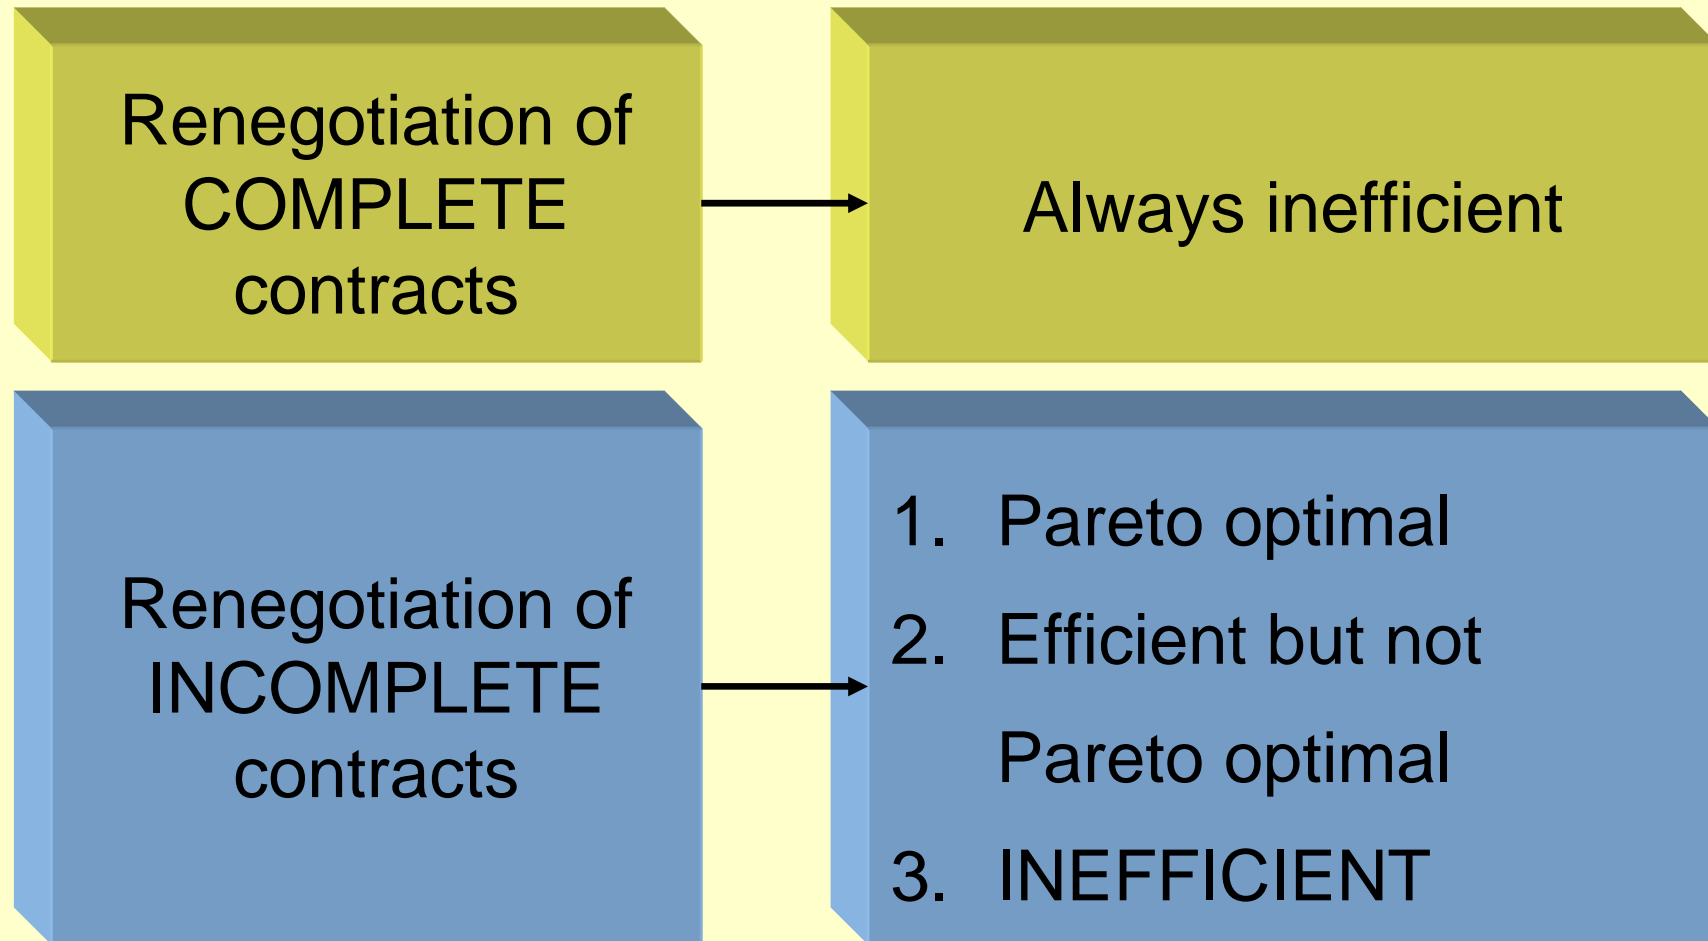 Renegotiation of
COMPLETE
contracts
Always inefficient
Renegotiation of
INCOMPLETE
contracts
1. Pareto optimal
2. Efficient but not
Pareto optimal
3. INEFFICIENT